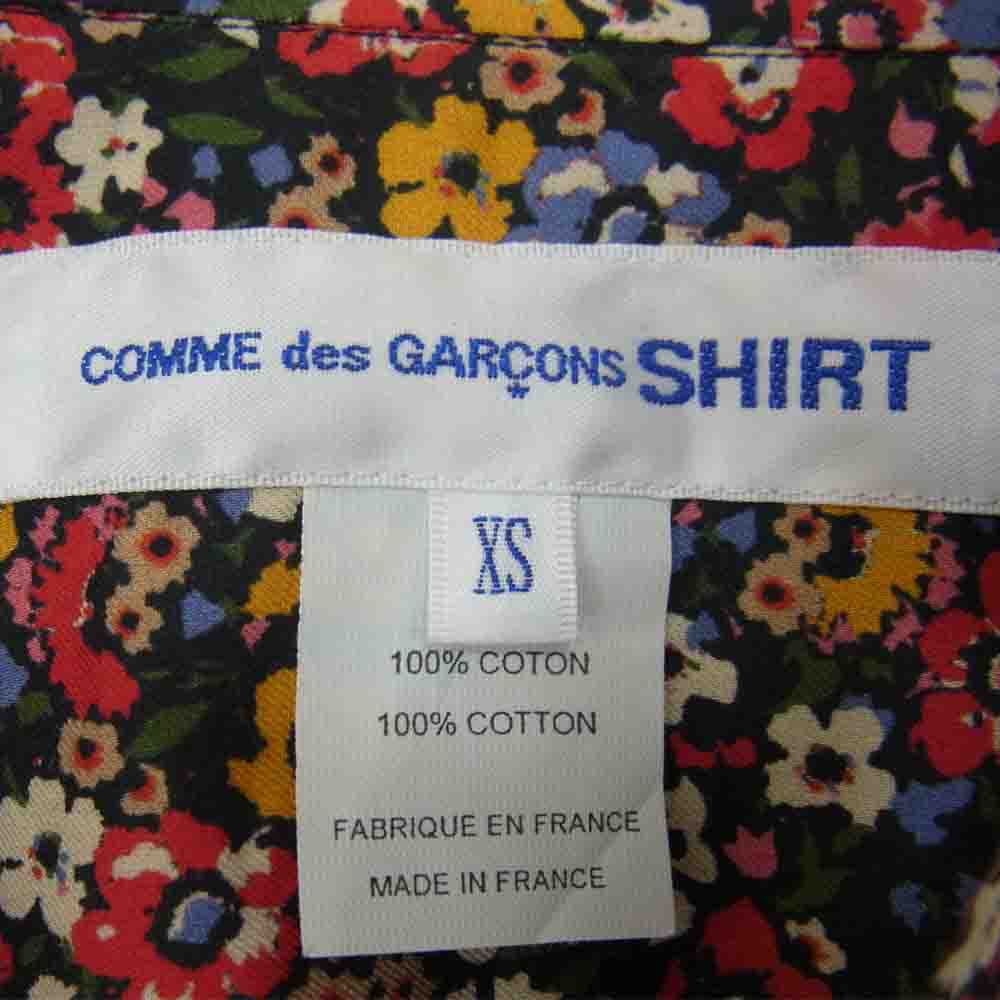 COMME des GARÇONS SHIRT
XS
100% COTON
100% COTTON
FABRIQUE EN FRANCE
MADE IN FRANCE